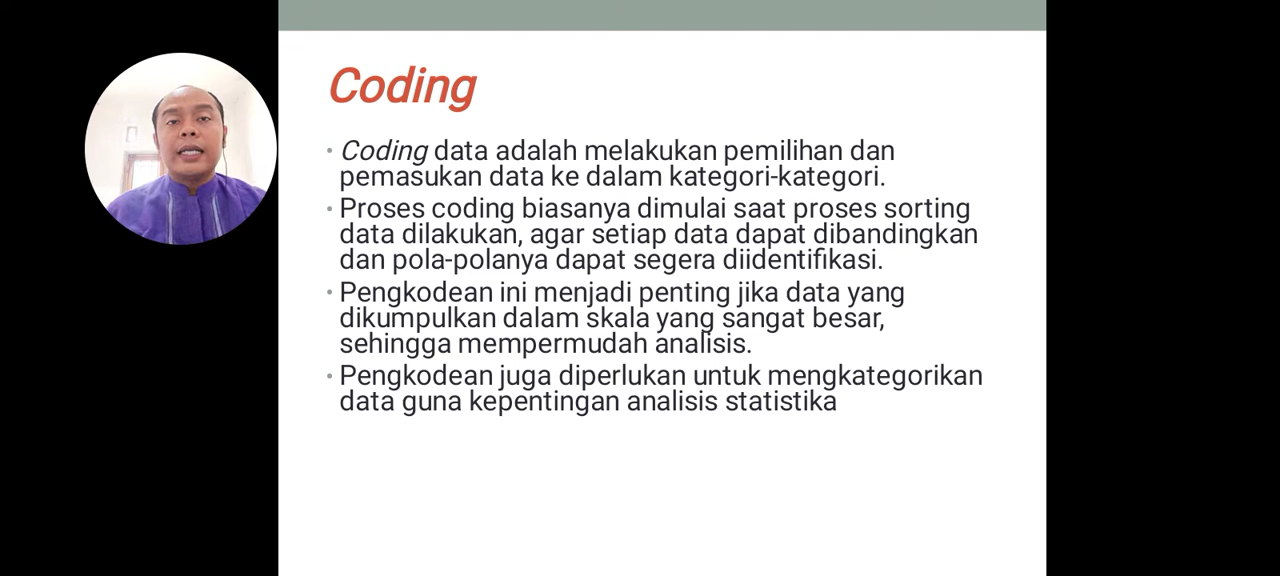 Coding
• Coding data adalah melakukan pemilihan dan
pemasukan data ke dalam kategori-kategori.
• Proses coding biasanya dimulai saat proses sorting
data dilakukan, agar setiap data dapat dibandingkan
dan pola-polanya dapat segera diidentifikasi.
• Pengkodean ini menjadi penting jika data yang
dikumpulkan dalam skala yang sangat besar,
sehingga mempermudah analisis.
• Pengkodean juga diperlukan untuk mengkategorikan
data guna kepentingan analisis statistika